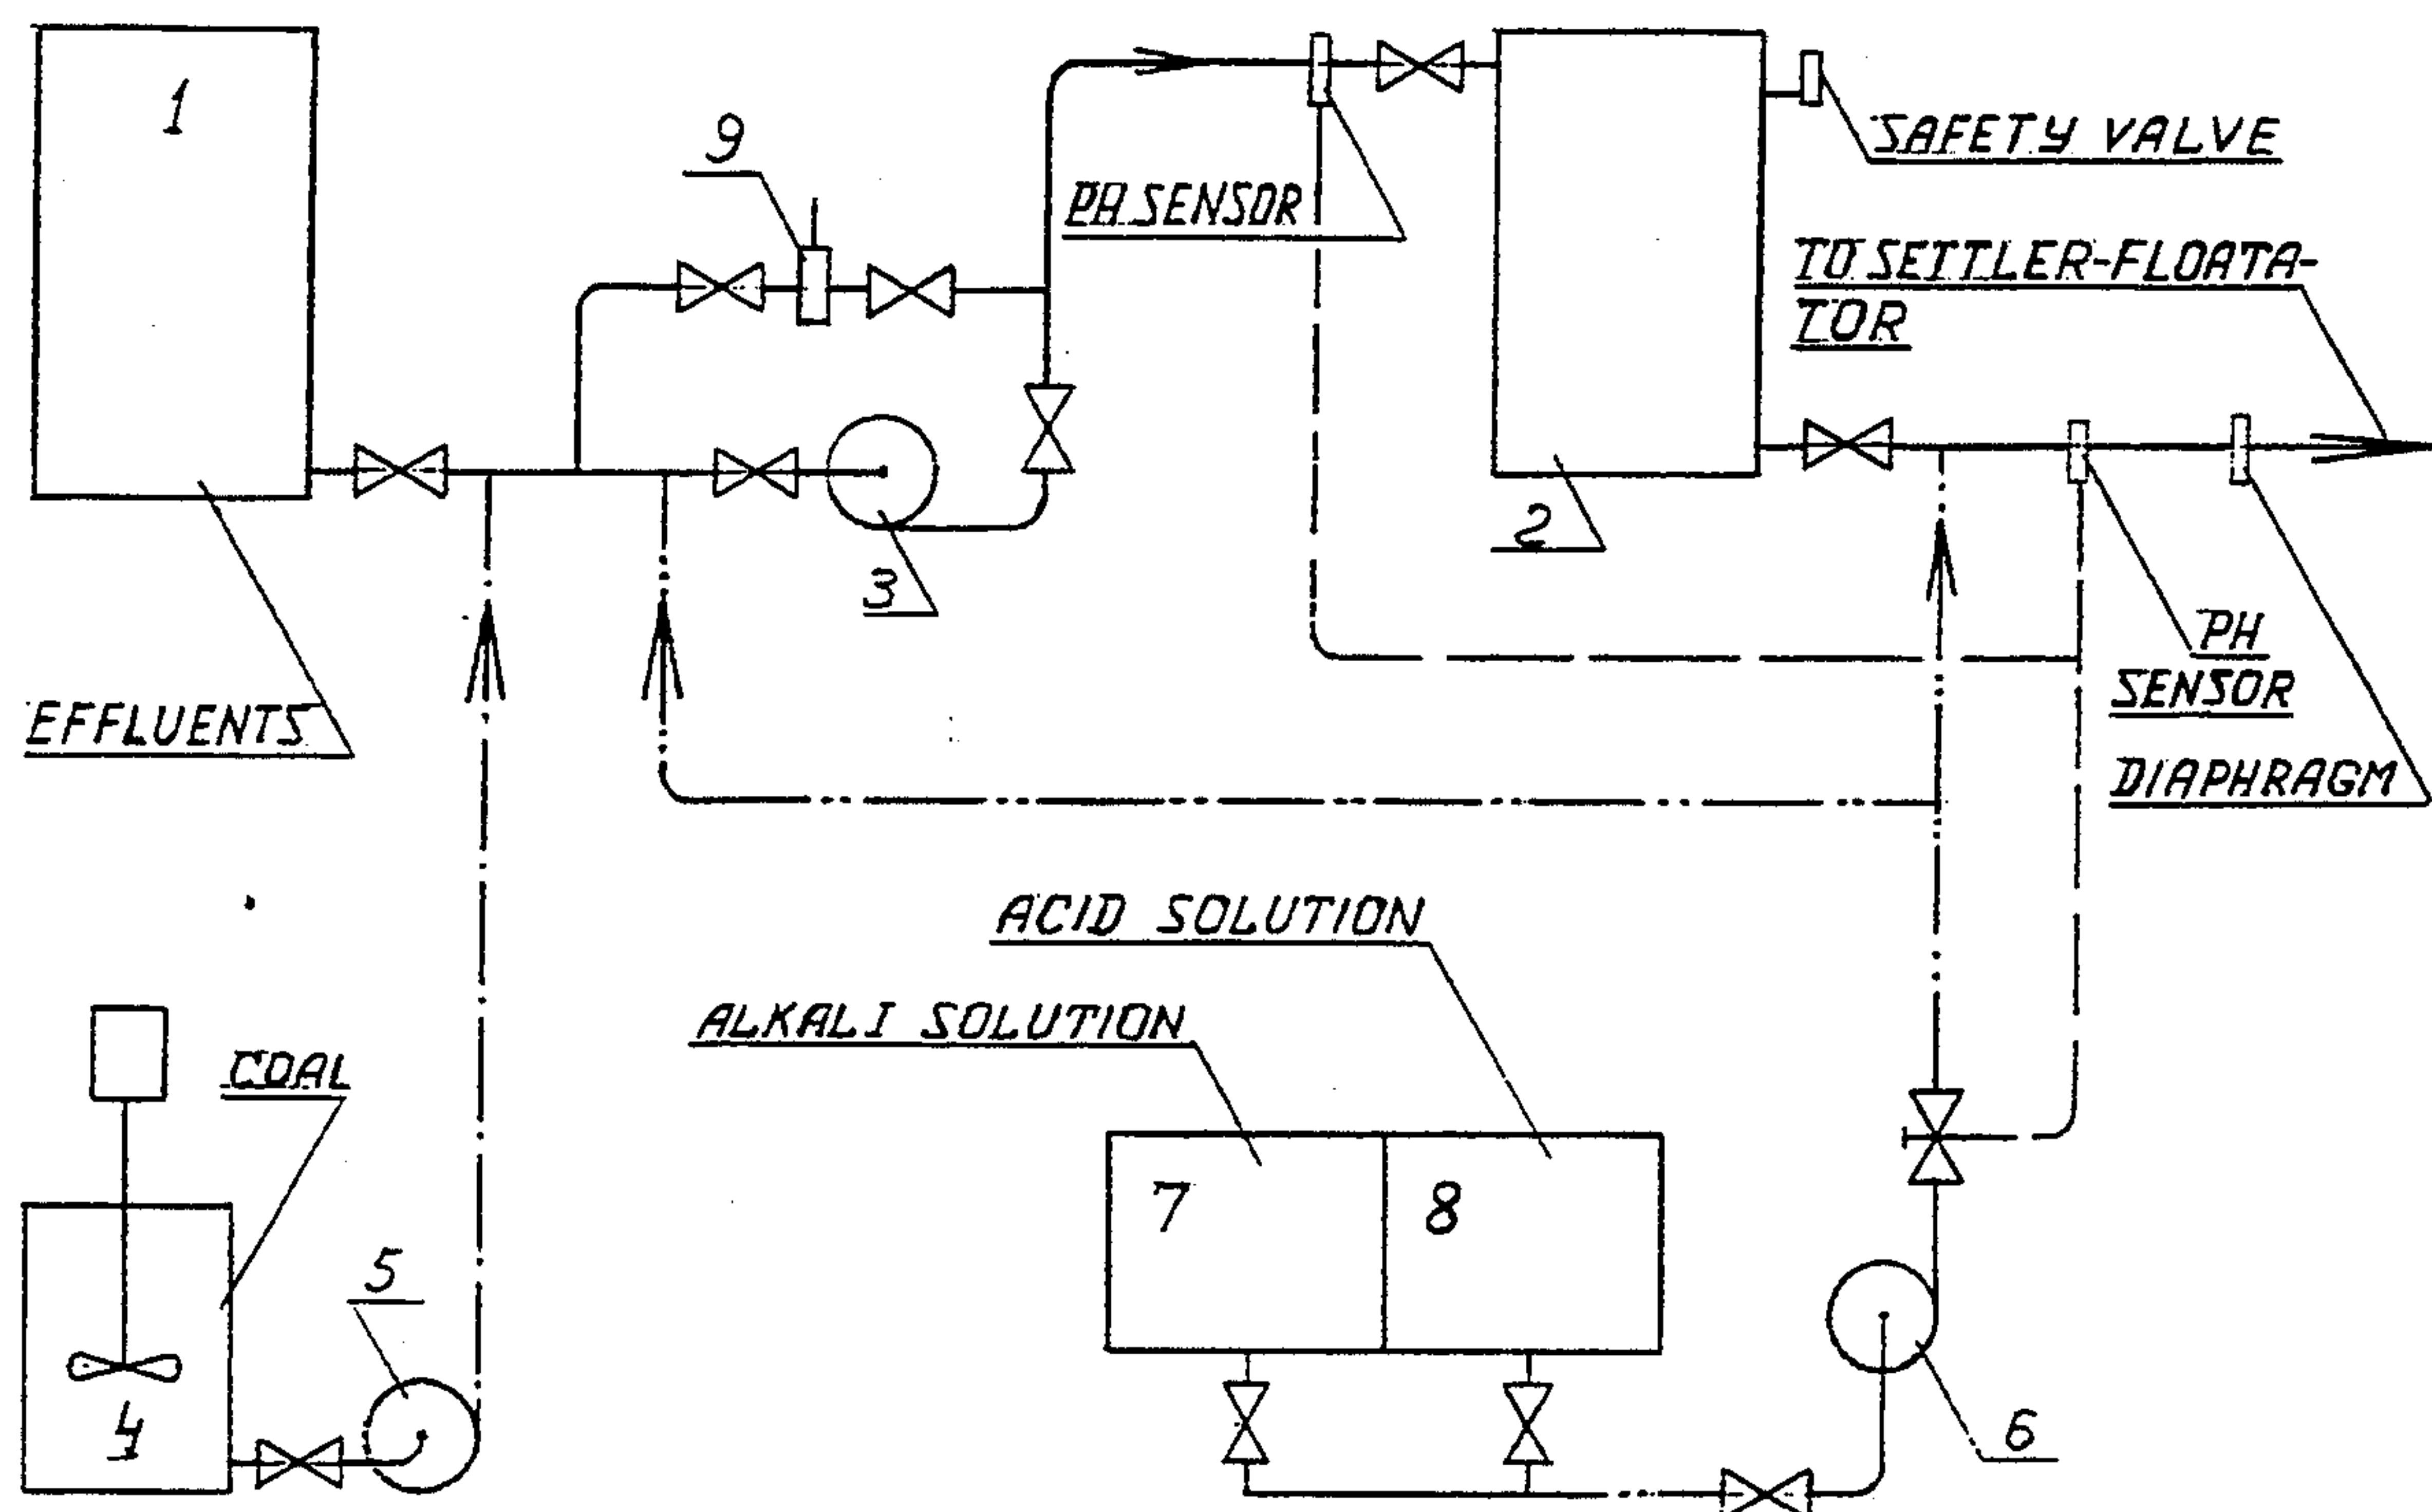 1
9
PH SENSOR
SAFETY VALVE
TO SETTLER-FLOATA-
TOR
2
3
PH
SENSOR
EFFLUENTS
DIAPHRAGM
ACID SOLUTION
ALKALI SOLUTION
COAL
7
8
5
4
6